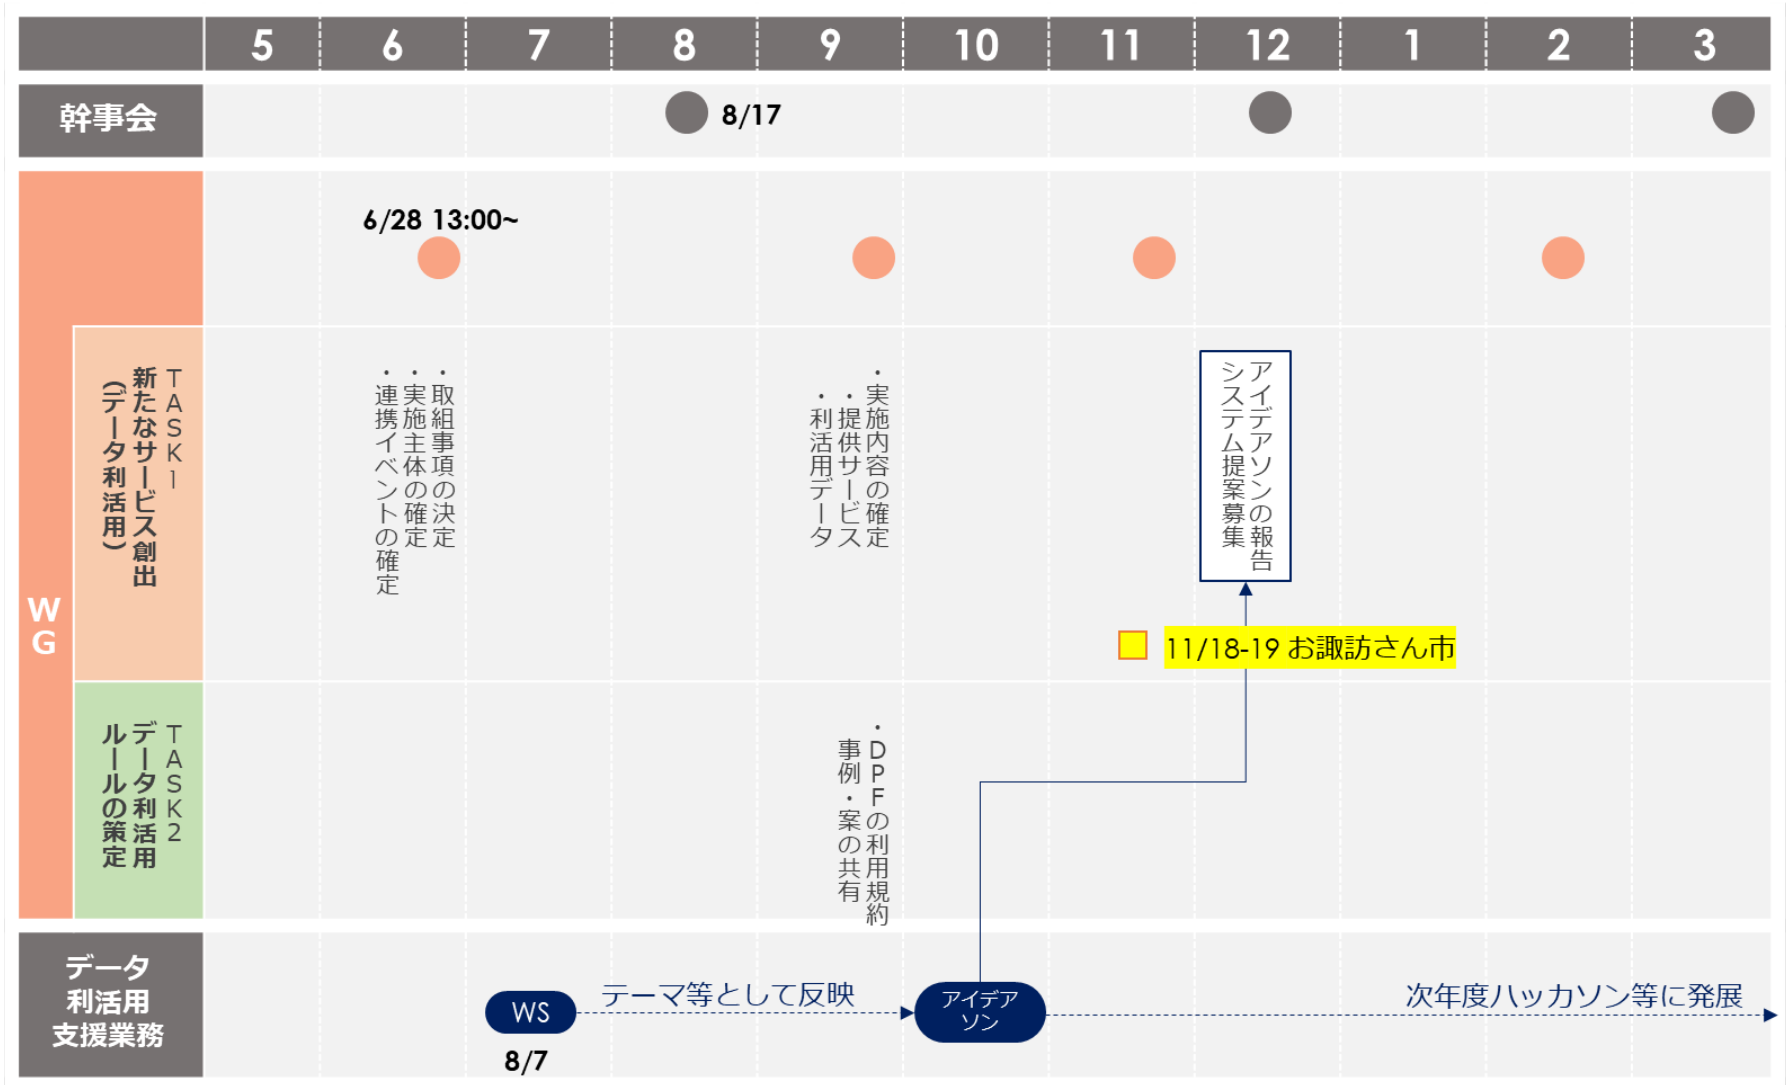 5 6 7 8 9 10 11 12 1 2 3
幹事会
8/17
WG
6/28 13:00~
TASK1
新たなサービス創出
(データ利活用)
・取組事項の決定
・実施主体の確定
・連携イベントの確定
・実施内容の確定
・提供サービス
・利活用データ
アイデアソンの報告
システム提案募集
11/18-19 お諏訪さん市
TASK2
データ利活用
ルールの策定
・DPFの利用規約
事例・案の共有
データ
利活用
支援業務
WS
8/7
テーマ等として反映
アイデア
ソン
次年度ハッカソン等に発展